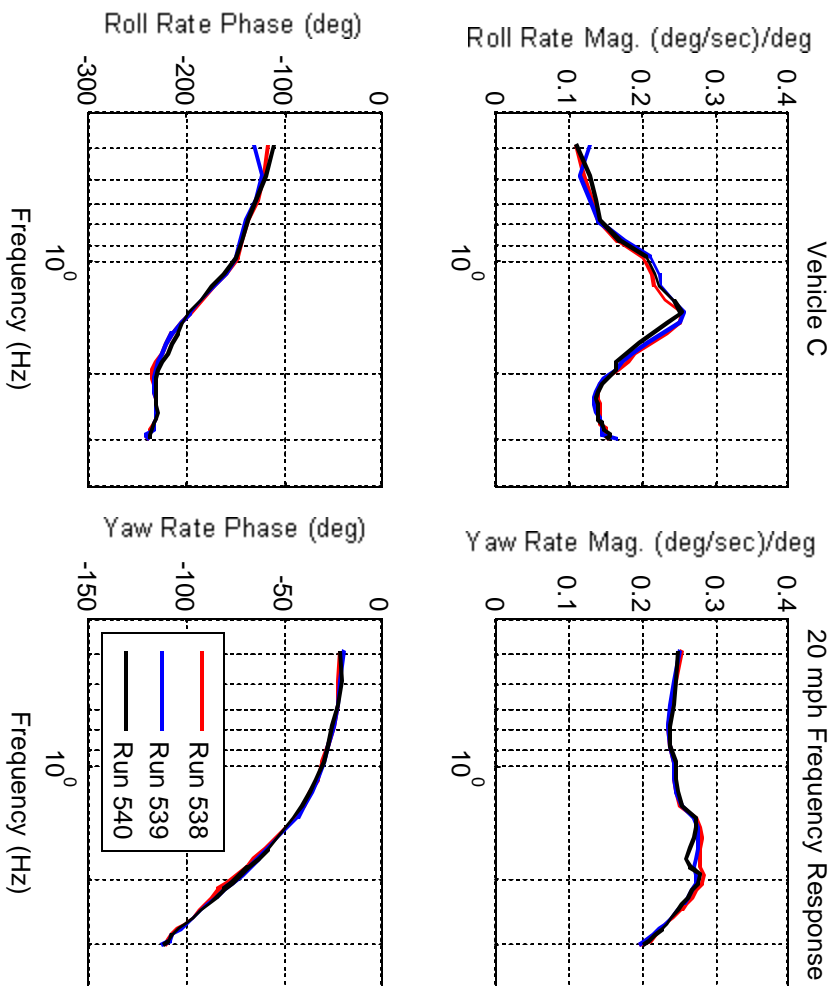 Vehicle C
20 mph Frequency Response
Roll Rate Mag. (deg/sec)/deg
0.4
0.3
0.2
0.1
0
10^0
Yaw Rate Mag. (deg/sec)/deg
0.4
0.3
0.2
0.1
0
10^0
Roll Rate Phase (deg)
0
-100
-200
-300
10^0
Frequency (Hz)
Yaw Rate Phase (deg)
0
-50
-100
-150
10^0
Frequency (Hz)
Run 538
Run 539
Run 540